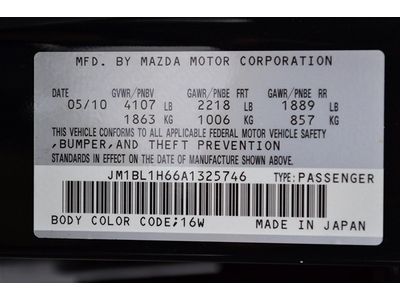 MFD. BY MAZDA MOTOR CORPORATION
DATE GVWR/PNBV GAWR/PNBE FRT GAWR/PNBE RR
05/10 4107 LB 2218 LB 1889 LB
1863 KG 1006 KG 857 KG
THIS VEHICLE CONFORMS TO ALL APPLICABLE FEDERAL MOTOR VEHICLE SAFETY
,BUMPER,AND THEFT PREVENTION
STANDARDS IN EFFECT ON THE DATE OF MANUFACTURE SHOWN ABOVE.
JM1BL1H66A1325746 TYPE:PASSENGER
BODY COLOR CODE;16W MADE IN JAPAN